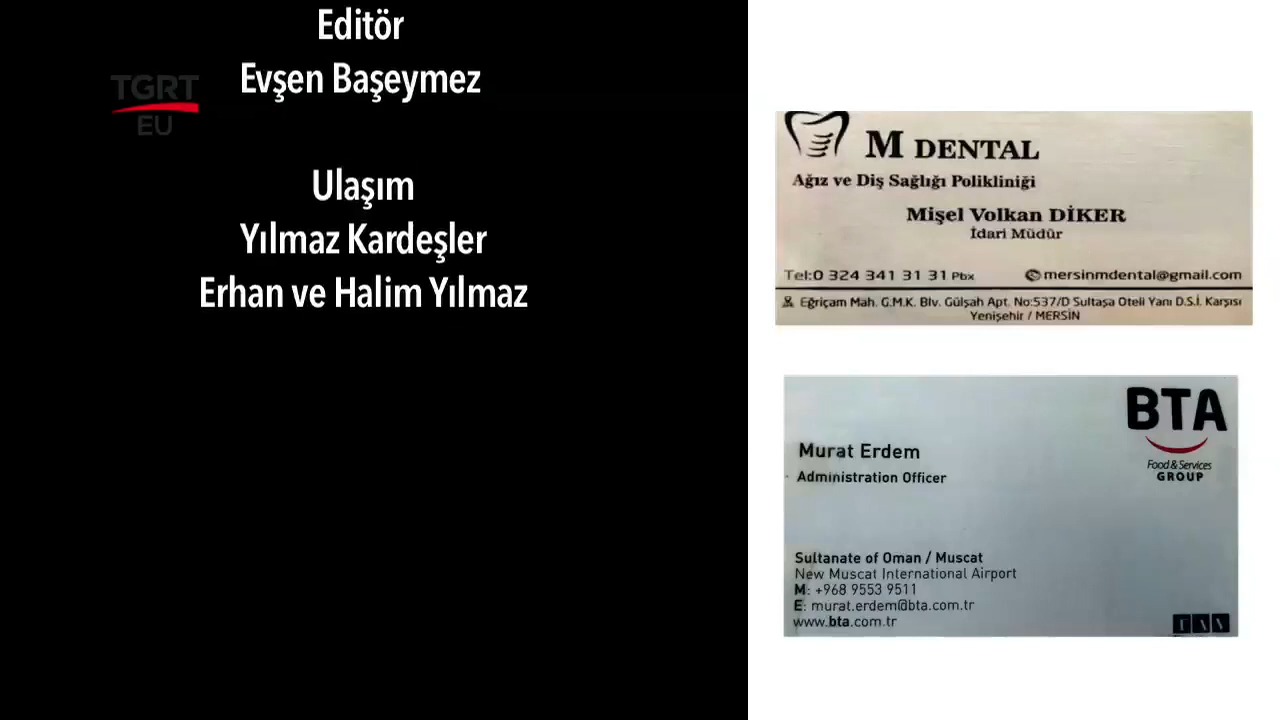 Editör
Evşen Başeymez
TGRT
EU
Ulaşım
Yılmaz Kardeşler
Erhan ve Halim Yılmaz
M DENTAL
Ağız ve Diş Sağlığı Polikliniği
Mişel Volkan DİKER
İdari Müdür
Tel:0 324 341 31 31 Pbx mersinmdental@gmail.com
Eğriçam Mah. G.M.K. Blv. Gülşah Apt. No:537/D Sultaşa Oteli Yanı D.S.İ. Karşısı
Yenişehir / MERSİN
BTA
Food & Services
GROUP
Murat Erdem
Administration Officer
Sultanate of Oman / Muscat
New Muscat International Airport
M: +968 9553 9511
E: murat.erdem@bta.com.tr
www.bta.com.tr
TAV